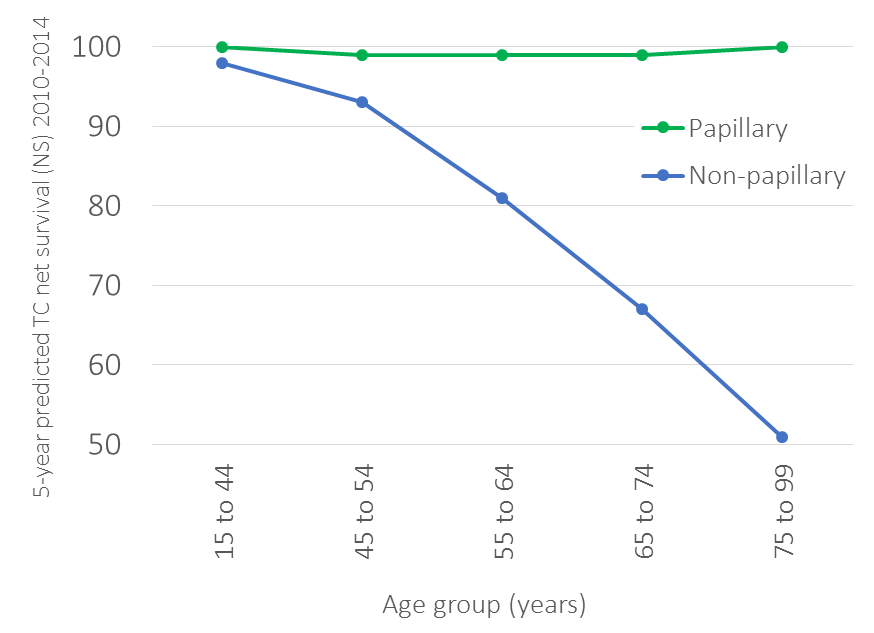 5-year predicted TC net survival (NS) 2010-2014
100
90
80
70
60
50
Papillary
Non-papillary
15 to 44
45 to 54
55 to 64
65 to 74
75 to 99
Age group (years)